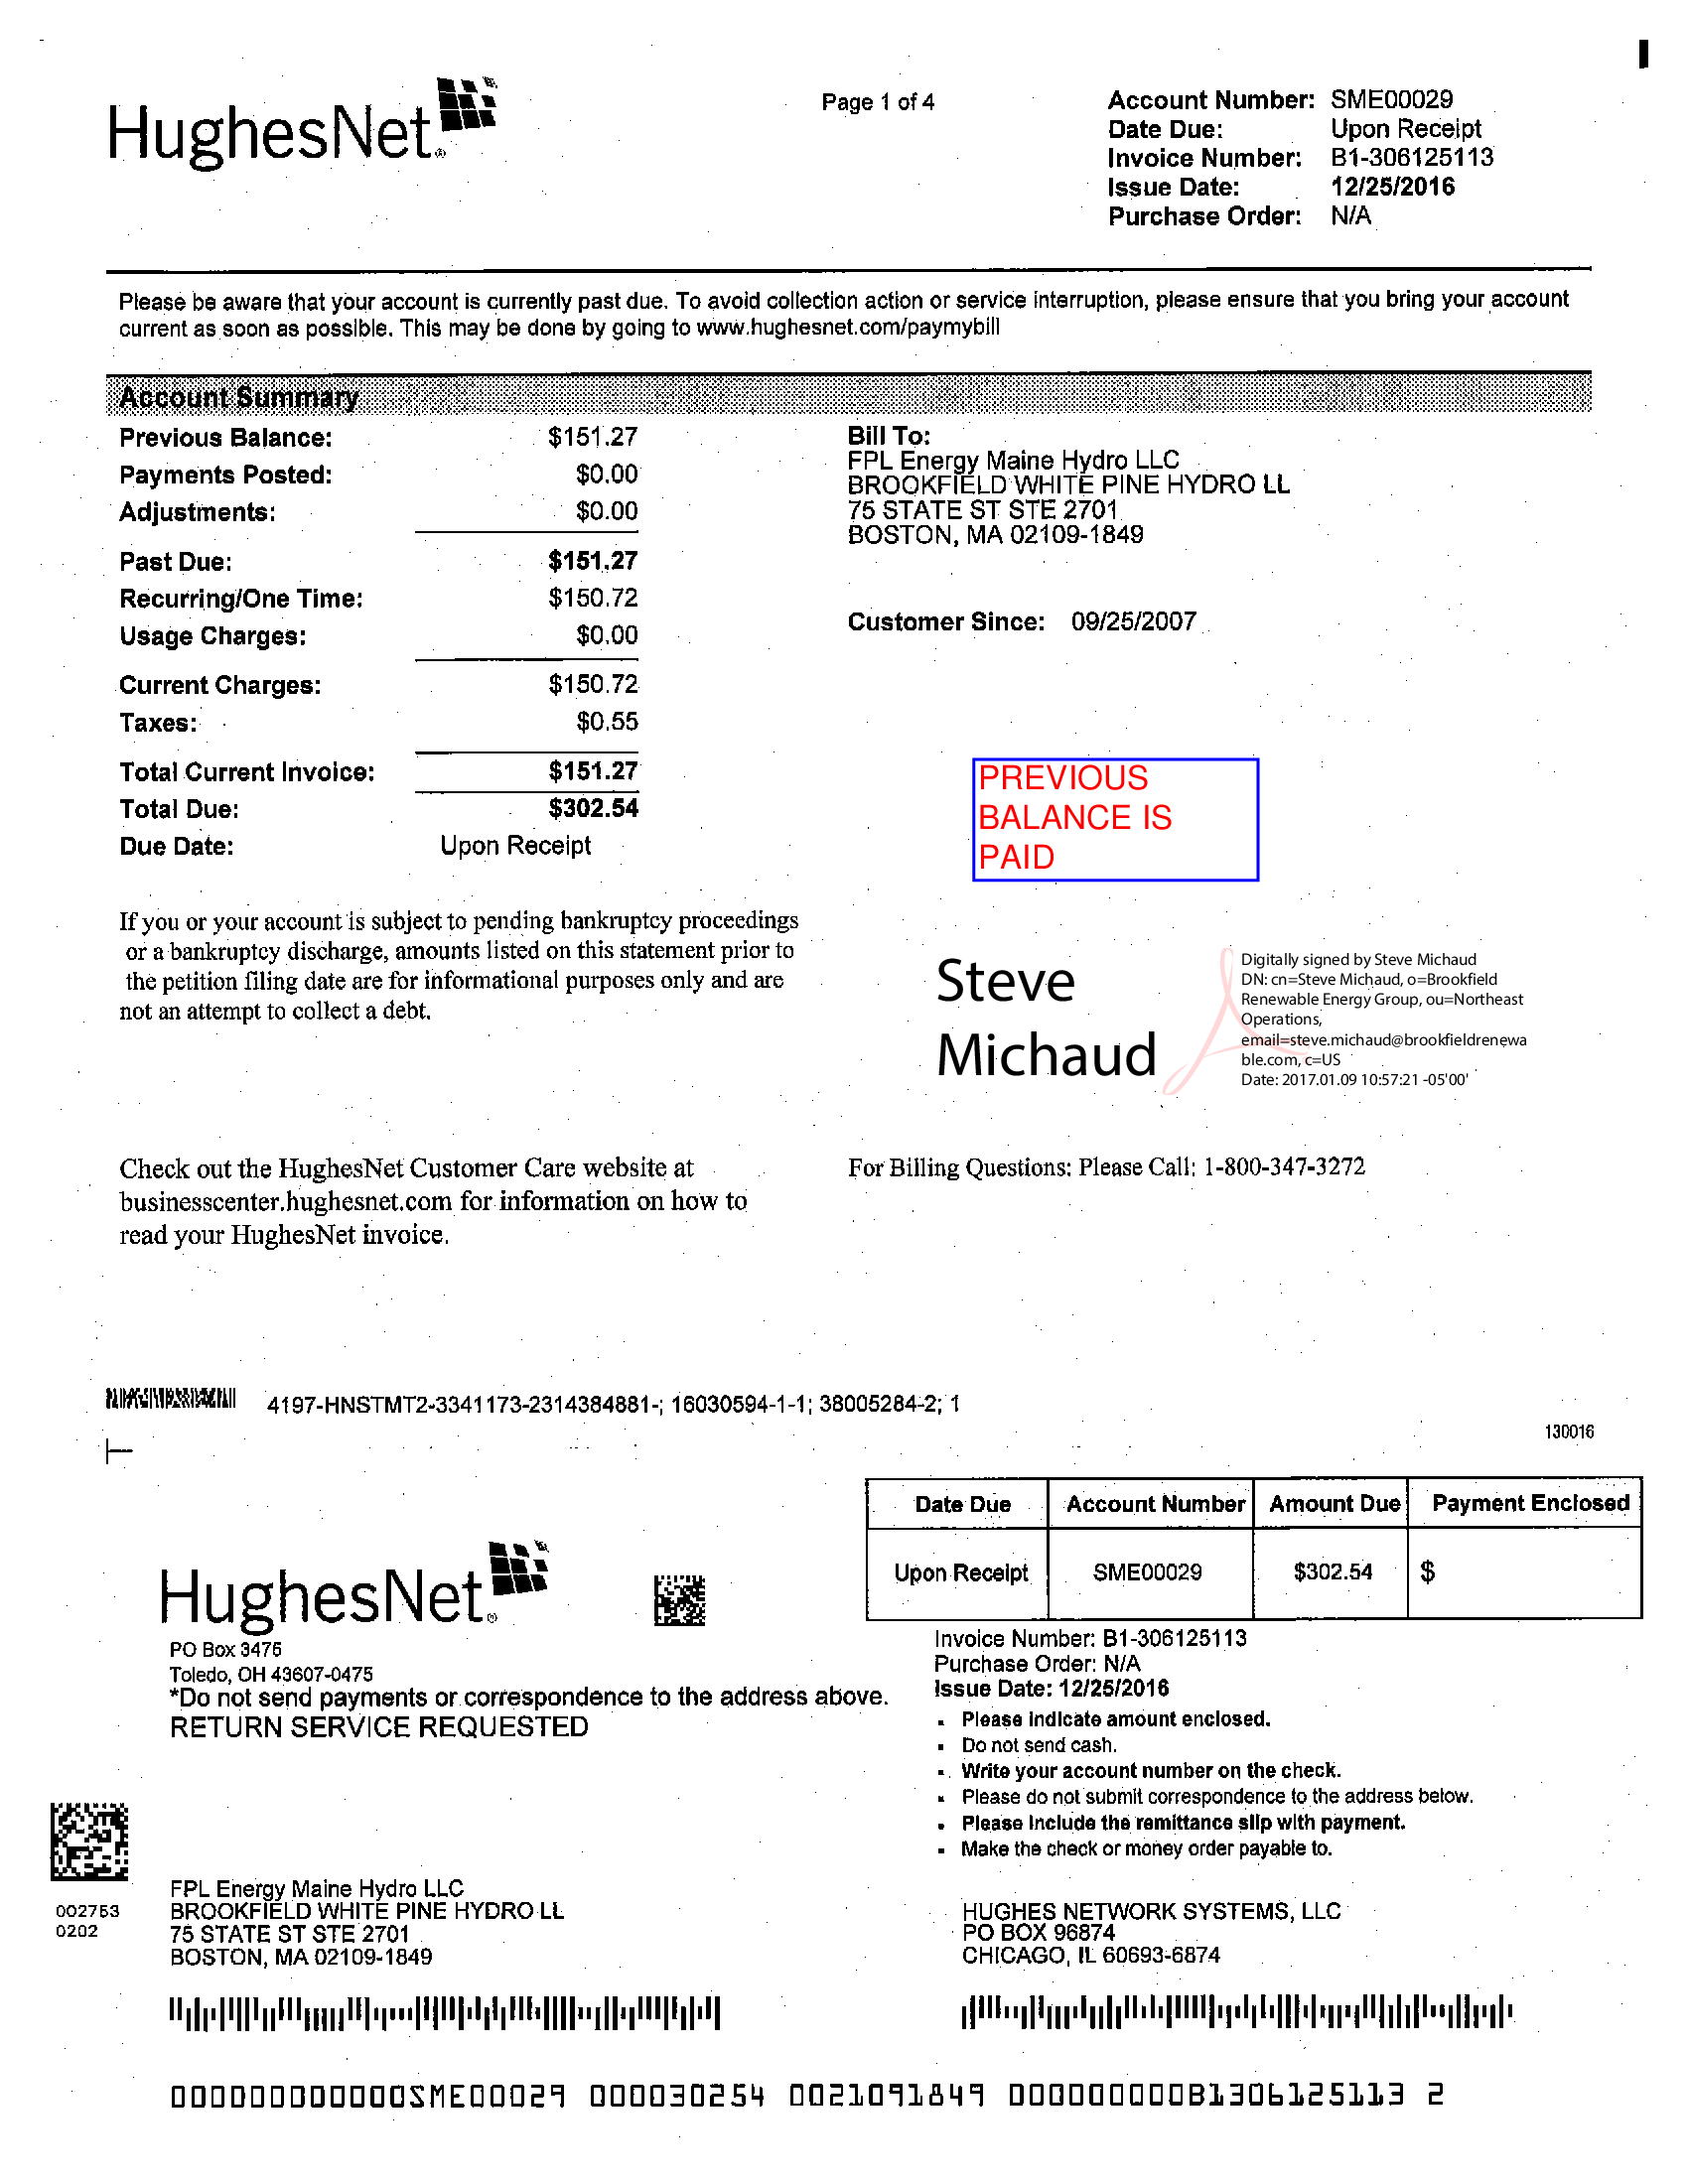 HughesNet®
Page 1 of 4
Account Number: SME00029
Date Due: Upon Receipt
Invoice Number: B1-306125113
Issue Date: 12/25/2016
Purchase Order: N/A
Please be aware that your account is currently past due. To avoid collection action or service interruption, please ensure that you bring your account
current as soon as possible. This may be done by going to www.hughesnet.com/paymybill
Account Summary
Previous Balance: $151.27
Payments Posted: $0.00
Adjustments: $0.00
Past Due: $151.27
Recurring/One Time: $150.72
Usage Charges: $0.00
Current Charges: $150.72
Taxes: $0.55
Total Current Invoice: $151.27
Total Due: $302.54
Due Date: Upon Receipt
Bill To:
FPL Energy Maine Hydro LLC
BROOKFIELD WHITE PINE HYDRO LL
75 STATE ST STE 2701
BOSTON, MA 02109-1849
Customer Since: 09/25/2007
PREVIOUS
BALANCE IS
PAID
If you or your account is subject to pending bankruptcy proceedings
or a bankruptcy discharge, amounts listed on this statement prior to
the petition filing date are for informational purposes only and are
not an attempt to collect a debt.
Steve
Michaud
Digitally signed by Steve Michaud
DN: cn=Steve Michaud, o=Brookfield
Renewable Energy Group, ou=Northeast
Operations,
email=steve.michaud@brookfieldrenewa
ble.com, c=US
Date: 2017.01.09 10:57:21 -05'00'
Check out the HughesNet Customer Care website at
businesscenter.hughesnet.com for information on how to
read your HughesNet invoice.
For Billing Questions: Please Call: 1-800-347-3272
4197-HNSTMT2-3341173-2314384881-; 16030594-1-1; 38005284-2; 1
130016
Date Due Account Number Amount Due Payment Enclosed
Upon Receipt SME00029 $302.54 $
HughesNet®
PO Box 3475
Toledo, OH 43607-0475
*Do not send payments or correspondence to the address above.
RETURN SERVICE REQUESTED
Invoice Number: B1-306125113
Purchase Order: N/A
Issue Date: 12/25/2016
▪ Please indicate amount enclosed.
▪ Do not send cash.
▪ Write your account number on the check.
▪ Please do not submit correspondence to the address below.
▪ Please include the remittance slip with payment.
▪ Make the check or money order payable to.
002753
0202
FPL Energy Maine Hydro LLC
BROOKFIELD WHITE PINE HYDRO LL
75 STATE ST STE 2701
BOSTON, MA 02109-1849
HUGHES NETWORK SYSTEMS, LLC
PO BOX 96874
CHICAGO, IL 60693-6874
000000000000SME00029 000030254 0021091849 000000000B1306125113 2